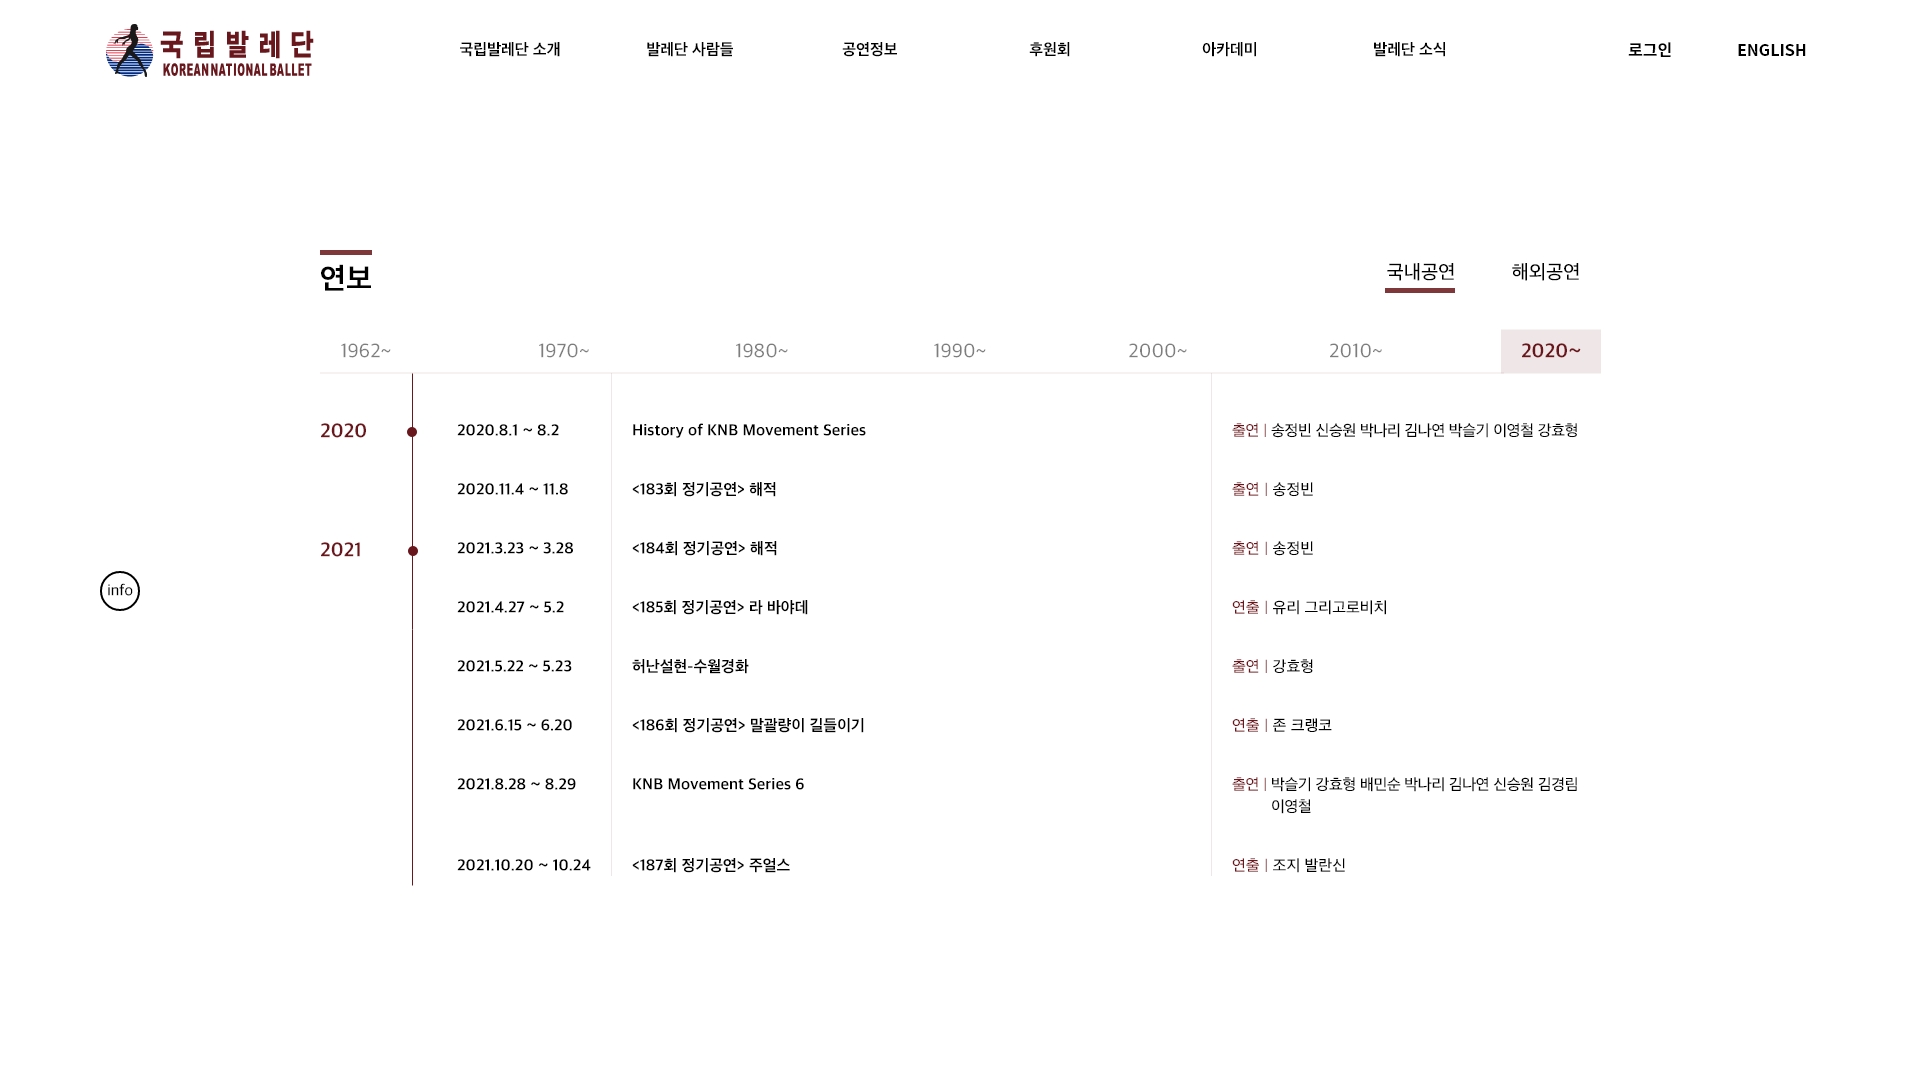 국립발레단
KOREAN NATIONAL BALLET
국립발레단 소개
발레단 사람들
공연정보
후원회
아카데미
발레단 소식
로그인
ENGLISH
연보
국내공연
해외공연
1962~
1970~
1980~
1990~
2000~
2010~
2020~
2020
2020.8.1 ~ 8.2
History of KNB Movement Series
출연 | 송정빈 신승원 박나리 김나연 박슬기 이영철 강효형
2020.11.4 ~ 11.8
<183회 정기공연> 해적
출연 | 송정빈
2021
2021.3.23 ~ 3.28
<184회 정기공연> 해적
출연 | 송정빈
2021.4.27 ~ 5.2
<185회 정기공연> 라 바야데
연출 | 유리 그리고로비치
info
2021.5.22 ~ 5.23
허난설현-수월경화
출연 | 강효형
2021.6.15 ~ 6.20
<186회 정기공연> 말괄량이 길들이기
연출 | 존 크랭코
2021.8.28 ~ 8.29
KNB Movement Series 6
출연 | 박슬기 강효형 배민순 박나리 김나연 신승원 김경림
이영철
2021.10.20 ~ 10.24
<187회 정기공연> 주얼스
연출 | 조지 발란신